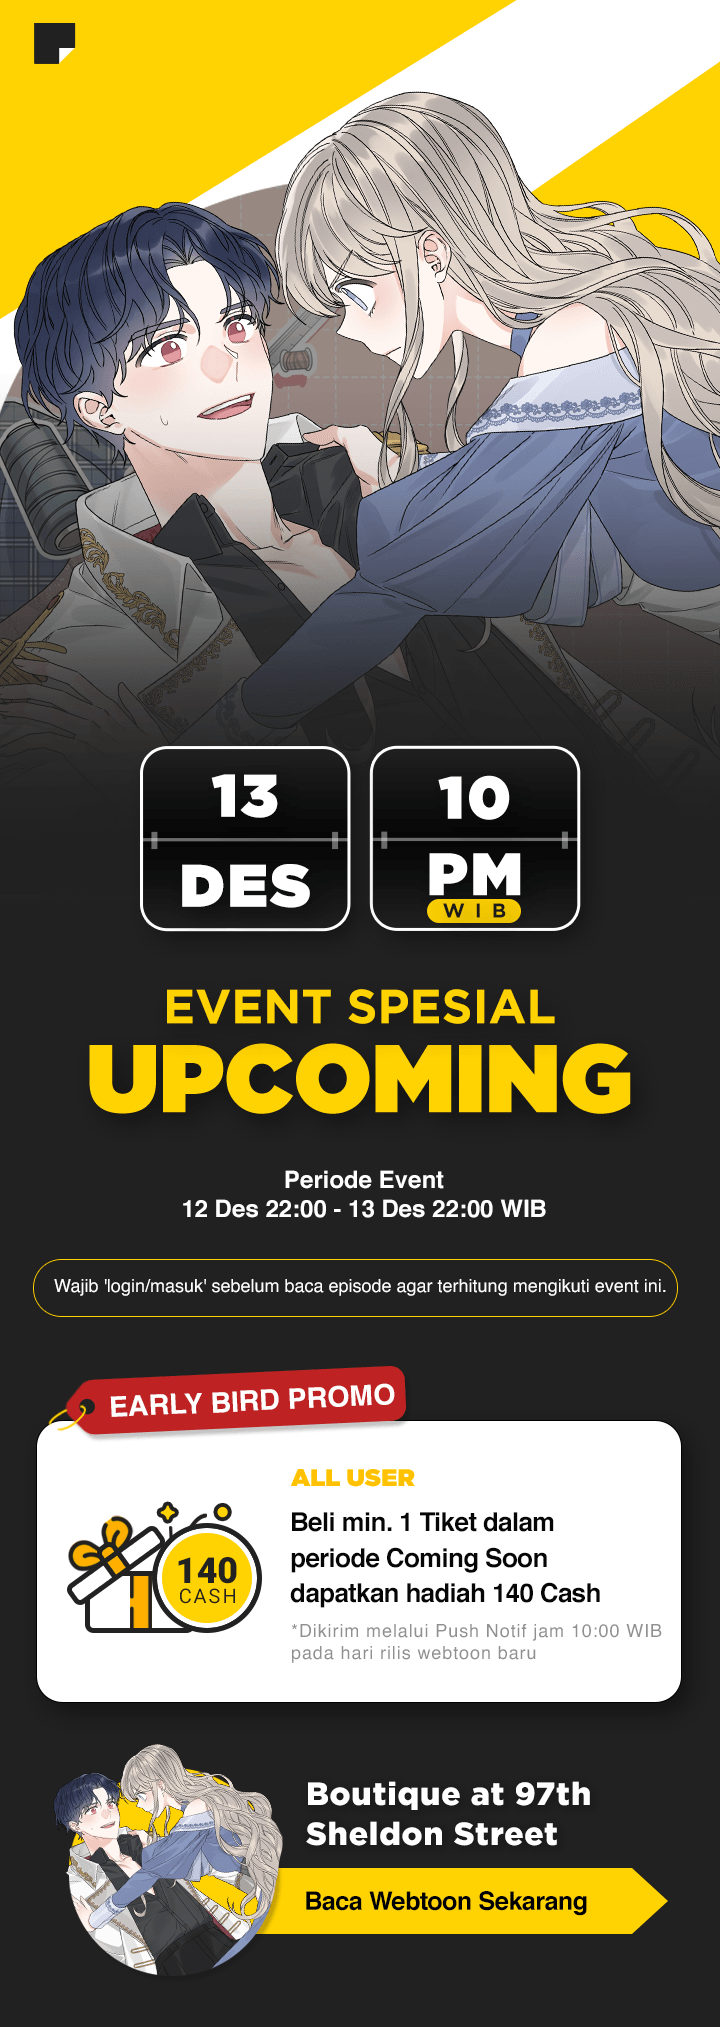 13
DES
10
PM
WIB
EVENT SPESIAL
UPCOMING
Periode Event
12 Des 22:00 - 13 Des 22:00 WIB
Wajib 'login/masuk' sebelum baca episode agar terhitung mengikuti event ini.
EARLY BIRD PROMO
ALL USER
Beli min. 1 Tiket dalam
periode Coming Soon
dapatkan hadiah 140 Cash
*Dikirim melalui Push Notif jam 10:00 WIB
pada hari rilis webtoon baru
140
CASH
Boutique at 97th
Sheldon Street
Baca Webtoon Sekarang